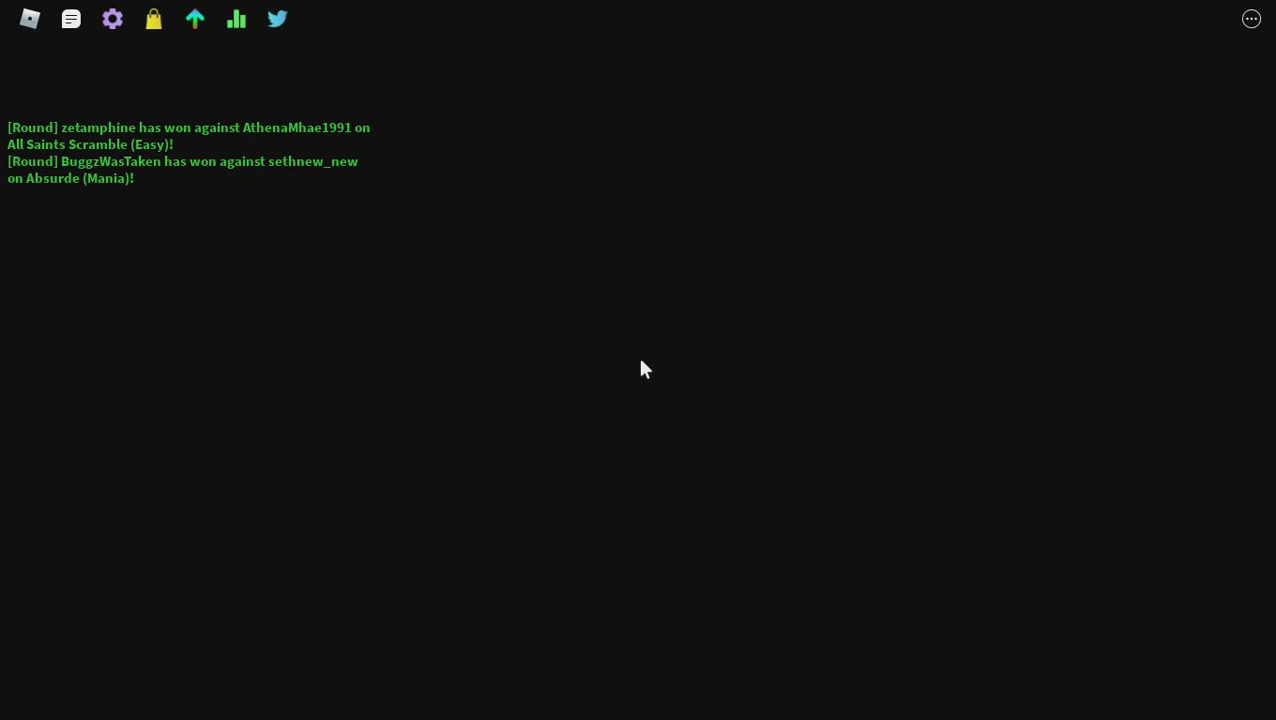 [Round] zetamphine has won against AthenaMhae1991 on
All Saints Scramble (Easy)!
[Round] BuggzWasTaken has won against sethnew_new
on Absurde (Mania)!